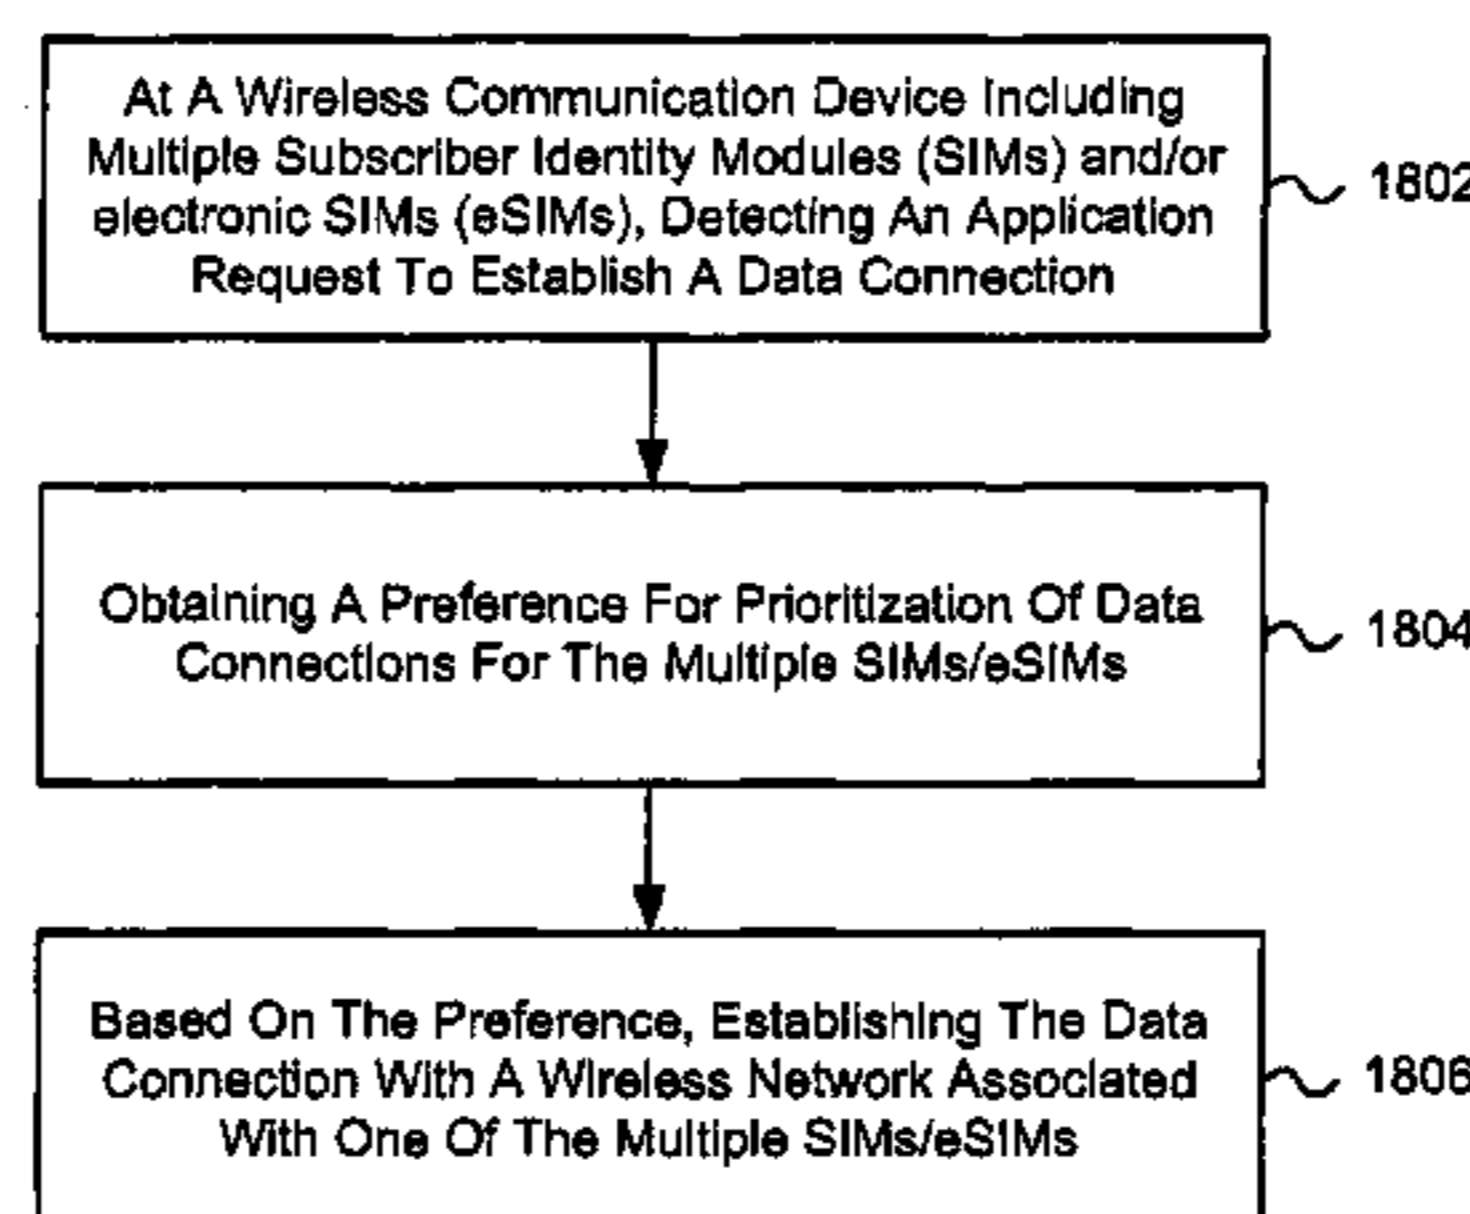 At A Wireless Communication Device Including
Multiple Subscriber Identity Modules (SIMs) and/or
electronic SIMs (eSIMs), Detecting An Application
Request To Establish A Data Connection
1802
Obtaining A Preference For Prioritization Of Data
Connections For The Multiple SIMs/eSIMs
1804
Based On The Preference, Establishing The Data
Connection With A Wireless Network Associated
With One Of The Multiple SIMs/eSIMs
1806